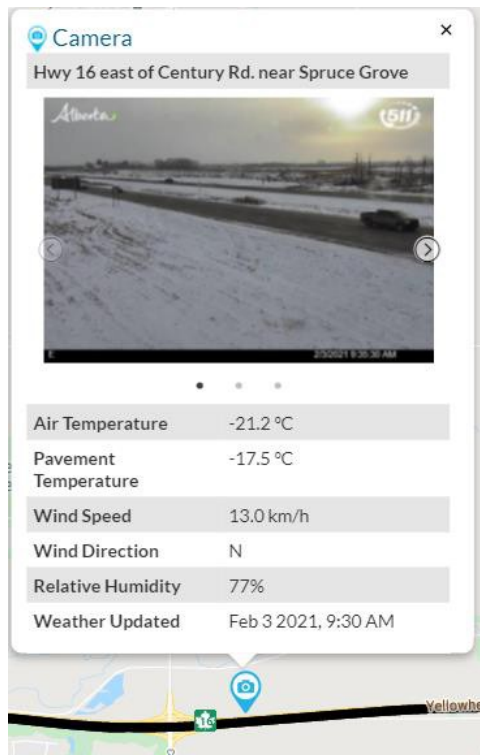 Camera
×
Hwy 16 east of Century Rd. near Spruce Grove
Alberta
511
E
2/3/2021 9:35:30 AM
Air Temperature -21.2 °C
Pavement -17.5 °C
Temperature
Wind Speed 13.0 km/h
Wind Direction N
Relative Humidity 77%
Weather Updated Feb 3 2021, 9:30 AM
16